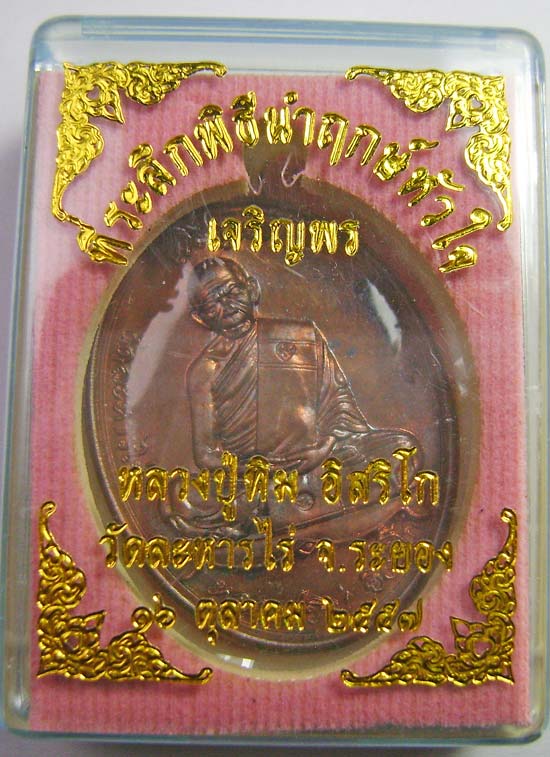 ที่ระลึกพิธีนำฤกษ์หัวใจ
เจริญพร
หลวงปู่ทิม อิสริโก
วัดละหารไร่ จ.ระยอง
๑๖ ตุลาคม ๒๕๕๗